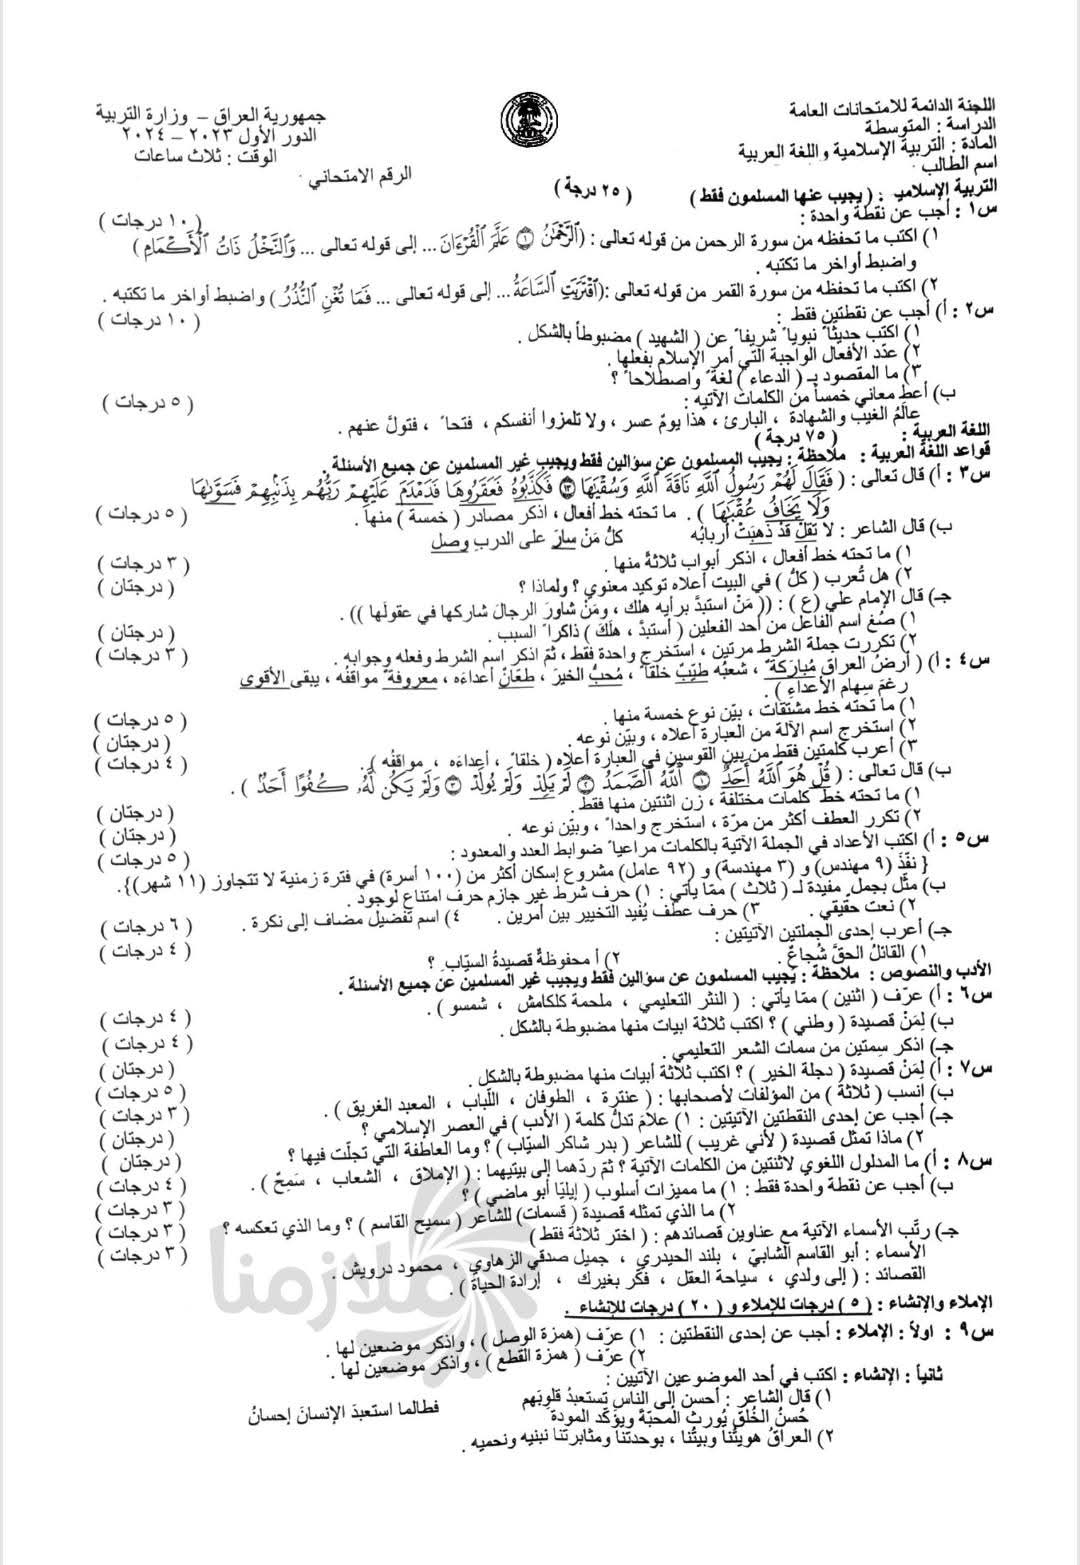 اللجنة الدائمة للامتحانات العامة
الدراسة : المتوسطة
المادة : التربية الإسلامية واللغة العربية
اسم الطالب
جمهورية العراق – وزارة التربية
الدور الأول ٢٠٢٣ – ٢٠٢٤
الوقت : ثلاث ساعات
الرقم الامتحاني
التربية الإسلامية : ( يجيب عنها المسلمون فقط ) ( ٢٥ درجة )
س١ : أجب عن نقطة واحدة : ( ١٠ درجات )
١) اكتب ما تحفظه من سورة الرحمن من قوله تعالى : (الرَّحْمَٰنُ ۝١ عَلَّمَ الْقُرْءَانَ ... إلى قوله تعالى ... وَالنَّخْلُ ذَاتُ الْأَكْمَامِ )
واضبط أواخر ما تكتبه .
٢) اكتب ما تحفظه من سورة القمر من قوله تعالى :(اقْتَرَبَتِ السَّاعَةُ... إلى قوله تعالى ... فَمَا تُغْنِ النُّذُرُ) واضبط أواخر ما تكتبه .
س٢ : أ) أجب عن نقطتين فقط : ( ١٠ درجات )
١) اكتب حديثاً نبوياً شريفاً عن ( الشهيد ) مضبوطاً بالشكل .
٢) عدّد الأفعال الواجبة التي أمر الإسلام بفعلها .
٣) ما المقصود بـ ( الدعاء ) لغةً واصطلاحاً ؟
ب) أعطِ معاني خمساً من الكلمات الآتيه : ( ٥ درجات )
عالمُ الغيب والشهادة ، البارئ ، هذا يومٌ عسر ، ولا تلمزوا أنفسكم ، فتحاً ، فتولَّ عنهم .
اللغة العربية : ( ٧٥ درجة )
قواعد اللغة العربية : ملاحظة : يجيب المسلمون عن سؤالين فقط ويجيب غير المسلمين عن جميع الأسئلة .
س٣ : أ) قال تعالى : ( فَقَالَ لَهُمْ رَسُولُ اللَّهِ نَاقَةَ اللَّهِ وَسُقْيَاهَا ۝١٣ فَكَذَّبُوهُ فَعَقَرُوهَا فَدَمْدَمَ عَلَيْهِمْ رَبُّهُم بِذَنْبِهِمْ فَسَوَّاهَا
وَلَا يَخَافُ عُقْبَاهَا ) . ما تحته خط أفعال ، اذكر مصادر ( خمسة ) منها . ( ٥ درجات )
ب) قال الشاعر : لا تقلْ قدْ ذهبَتْ أربابُه كلُّ مَنْ سارَ على الدربِ وصل
١) ما تحته خط أفعال ، اذكر أبواب ثلاثةً منها . ( ٣ درجات )
٢) هل تُعرب ( كلُّ ) في البيت أعلاه توكيد معنوي ؟ ولماذا ؟ ( درجتان )
جـ) قال الإمام علي (ع ) : (( مَنْ استبدَّ برأيه هلك ، ومَنْ شاورَ الرجالَ شاركها في عقولَها )) .
١) صُغ اسم الفاعل من أحد الفعلين ( أستبدَّ ، هلَكَ ) ذاكراً السبب . ( درجتان )
٢) تكررت جملة الشرط مرتين ، استخرج واحدة فقط ، ثمّ اذكر اسم الشرط وفعله وجوابه . ( ٣ درجات )
س٤ : أ) ( أرضُ العراق مُباركةٌ ، شعبُه طيّبٌ خلقاً ، مُحبُّ الخيرَ ، طعّانٌ أعداءَه ، معروفةٌ مواقفُه ، يبقى الأقوى
رغمَ سهام الأعداءِ ) .
١) ما تحته خط مشتقات ، بيّن نوع خمسة منها . ( ٥ درجات )
٢) استخرج اسم الآلة من العبارة أعلاه ، وبيّن نوعه . ( درجتان )
٣) أعرب كلمتين فقط من بين القوسين في العبارة أعلاه ( خلقاً ، أعداءَه ، مواقفُه ) . ( ٤ درجات )
ب) قال تعالى : ( قُلْ هُوَ اللَّهُ أَحَدٌ ۝١ اللَّهُ الصَّمَدُ ۝٢ لَمْ يَلِدْ وَلَمْ يُولَدْ ۝٣ وَلَمْ يَكُن لَّهُ كُفُوًا أَحَدٌ ) .
١) ما تحته خط كلمات مختلفة ، زن اثنتين منها فقط . ( درجتان )
٢) تكرر العطف أكثر من مرّة ، استخرج واحداً ، وبيّن نوعه . ( درجتان )
س٥ : أ) اكتب الأعداد في الجملة الآتية بالكلمات مراعياً ضوابط العدد والمعدود : ( ٥ درجات )
{ نفّذَ (٩ مهندس) و (٣ مهندسة) و (٩٢ عامل) مشروع إسكان أكثر من (١٠٠ أسرة) في فترة زمنية لا تتجاوز (١١ شهر)}.
ب) مثّل بجملٍ مفيدة لـ ( ثلاث ) ممّا يأتي : ١) حرف شرط غير جازم حرف امتناع لوجود .
٢) نعت حقيقي . ٣) حرف عطف يُفيد التخيير بين أمرين . ٤) اسم تفضيل مضاف إلى نكرة . ( ٦ درجات )
جـ) أعرب إحدى الجملتين الآتيتين : ( ٤ درجات )
١) القائلُ الحقَّ شجاعٌ . ٢) أ محفوظةٌ قصيدةُ السيّاب ؟
الأدب والنصوص : ملاحظة : يُجيب المسلمون عن سؤالين فقط ويجيب غير المسلمين عن جميع الأسئلة .
س٦ : أ) عرّف ( اثنين ) ممّا يأتي : ( النثر التعليمي ، ملحمة كلكامش ، شمسو ) . ( ٤ درجات )
ب) لِمَنْ قصيدة ( وطني ) ؟ اكتب ثلاثة ابيات منها مضبوطة بالشكل . ( ٤ درجات )
جـ) اذكر سِمتين من سمات الشعر التعليمي . ( درجتان )
س٧ : أ) لِمَنْ قصيدة ( دجلة الخير ) ؟ اكتب ثلاثة أبيات منها مضبوطة بالشكل . ( ٥ درجات )
ب) انسب ( ثلاثة ) من المؤلفات لأصحابها : ( عنترة ، الطوفان ، اللّباب ، المعبد الغريق ) . ( ٣ درجات )
جـ) أجب عن إحدى النقطتين الآتيتين : ١) علامَ تدلُّ كلمة ( الأدب ) في العصر الإسلامي ؟ ( درجتان )
٢) ماذا تمثل قصيدة ( لأني غريب ) للشاعر ( بدر شاكر السيّاب ) ؟ وما العاطفة التي تجلّت فيها ؟ ( درجتان )
س٨ : أ) ما المدلول اللغوي لاثنتين من الكلمات الآتية ؟ ثمّ ردّهما إلى بيتيهما : ( الإملاق ، الشعاب ، سَمِحٌ ) . ( ٤ درجات )
ب) أجب عن نقطة واحدة فقط : ١) ما مميزات أسلوب ( إيليّا أبو ماضي ) ؟ ( ٣ درجات )
٢) ما الذي تمثله قصيدة ( قسمات) للشاعر ( سميح القاسم ) ؟ وما الذي تعكسه ؟ ( ٣ درجات )
جـ) رتّب الأسماء الآتية مع عناوين قصائدهم : ( اختر ثلاثة فقط ) ( ٣ درجات )
الأسماء : أبو القاسم الشابيّ ، بلند الحيدري ، جميل صدقي الزهاوي ، محمود درويش .
القصائد : ( إلى ولدي ، سياحة العقل ، فكّر بغيرك ، إرادة الحياة ) .
الإملاء والإنشاء : ( ٥ ) درجات للإملاء و ( ٢٠ ) درجات للإنشاء .
س٩ : اولاً : الإملاء : أجب عن إحدى النقطتين : ١) عرّف (همزة الوصل ) ، واذكر موضعين لها .
٢) عرّف ( همزة القطع ) ، واذكر موضعين لها .
ثانياً : الإنشاء : اكتب في أحد الموضوعين الآتيين :
١) قال الشاعر : أحسن إلى الناسِ تستعبدُ قلوبَهم فطالما استعبدَ الإنسانَ إحسانُ
حُسنُ الخُلقِ يُورثُ المحبّةَ ويؤكّد المودة
٢) العراقُ هويتُنا وبيتُنا ، بوحدتنا ومثابرتنا نبنيه ونحميه .
ملازمنا